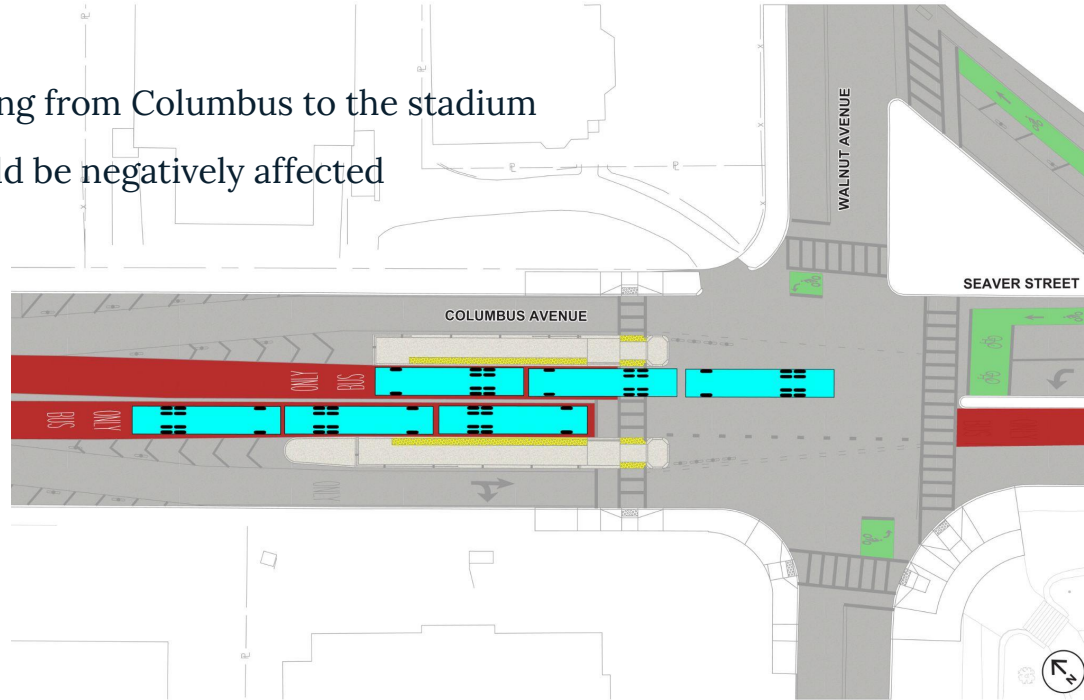 ng from Columbus to the stadium
ld be negatively affected
WALNUT AVENUE
SEAVER STREET
COLUMBUS AVENUE
ONLY
BUS
BUS
ONLY
ONLY
N